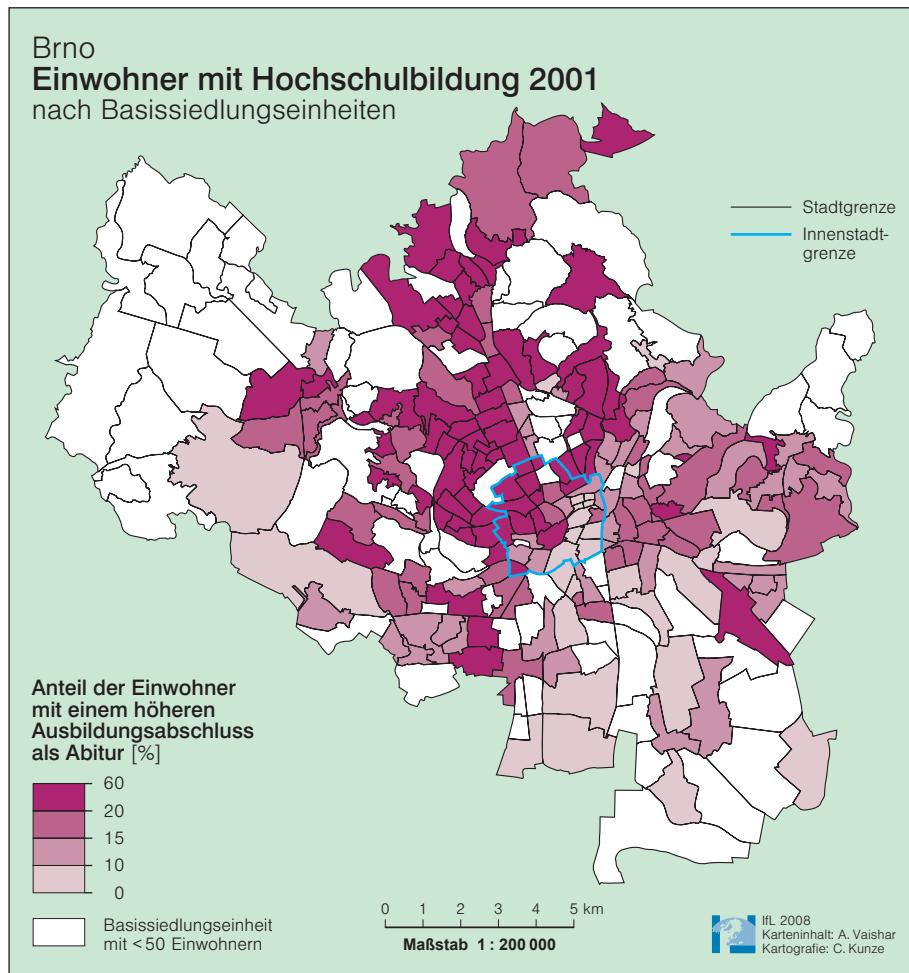 Brno
Einwohner mit Hochschulbildung 2001
nach Basissiedlungseinheiten
Stadtgrenze
Innenstadt-
grenze
Anteil der Einwohner
mit einem höheren
Ausbildungsabschluss
als Abitur [%]
60
20
15
10
0
Basissiedlungseinheit
mit <50 Einwohnern
0 1 2 3 4 5 km
Maßstab 1 : 200 000
IfL 2008
Karteninhalt: A. Vaishar
Kartografie: C. Kunze